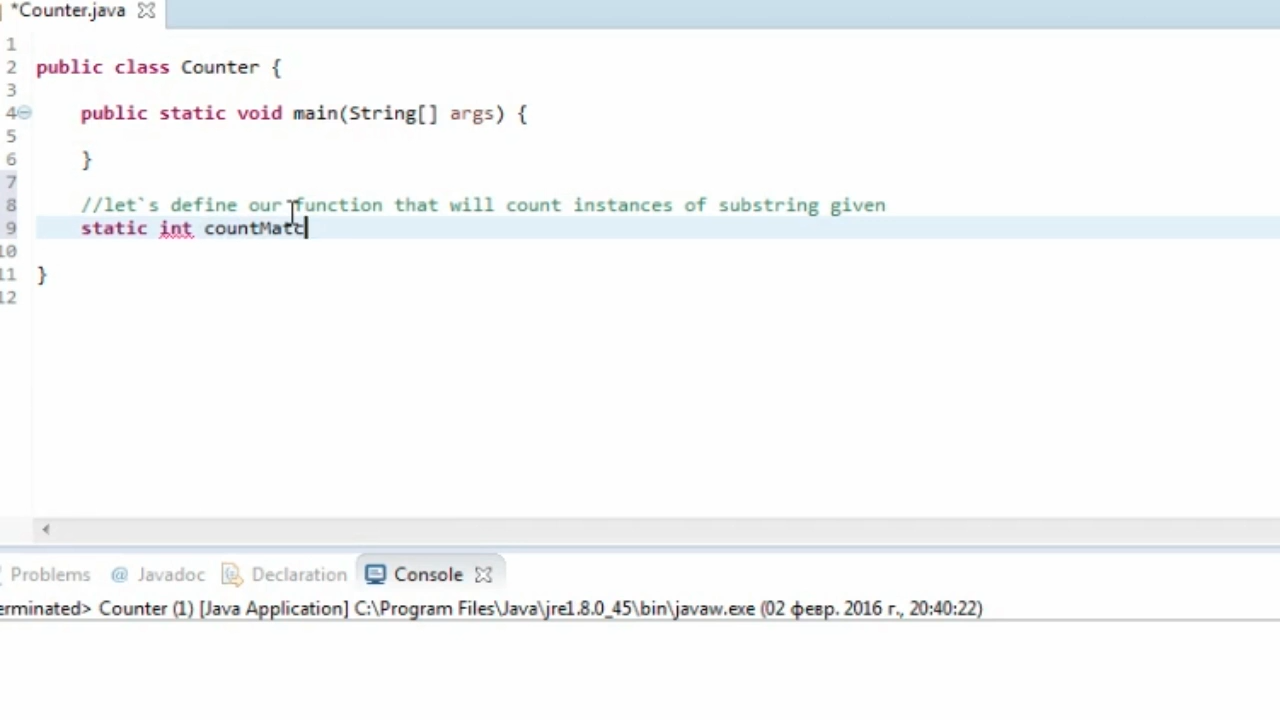 *Counter.java
1
2 public class Counter {
3
4 public static void main(String[] args) {
5
6 }
7
8 //let`s define our function that will count instances of substring given
9 static int countMatc
10
11 }
12
Problems @ Javadoc Declaration Console
erminated> Counter (1) [Java Application] C:\Program Files\Java\jre1.8.0_45\bin\javaw.exe (02 февр. 2016 г., 20:40:22)